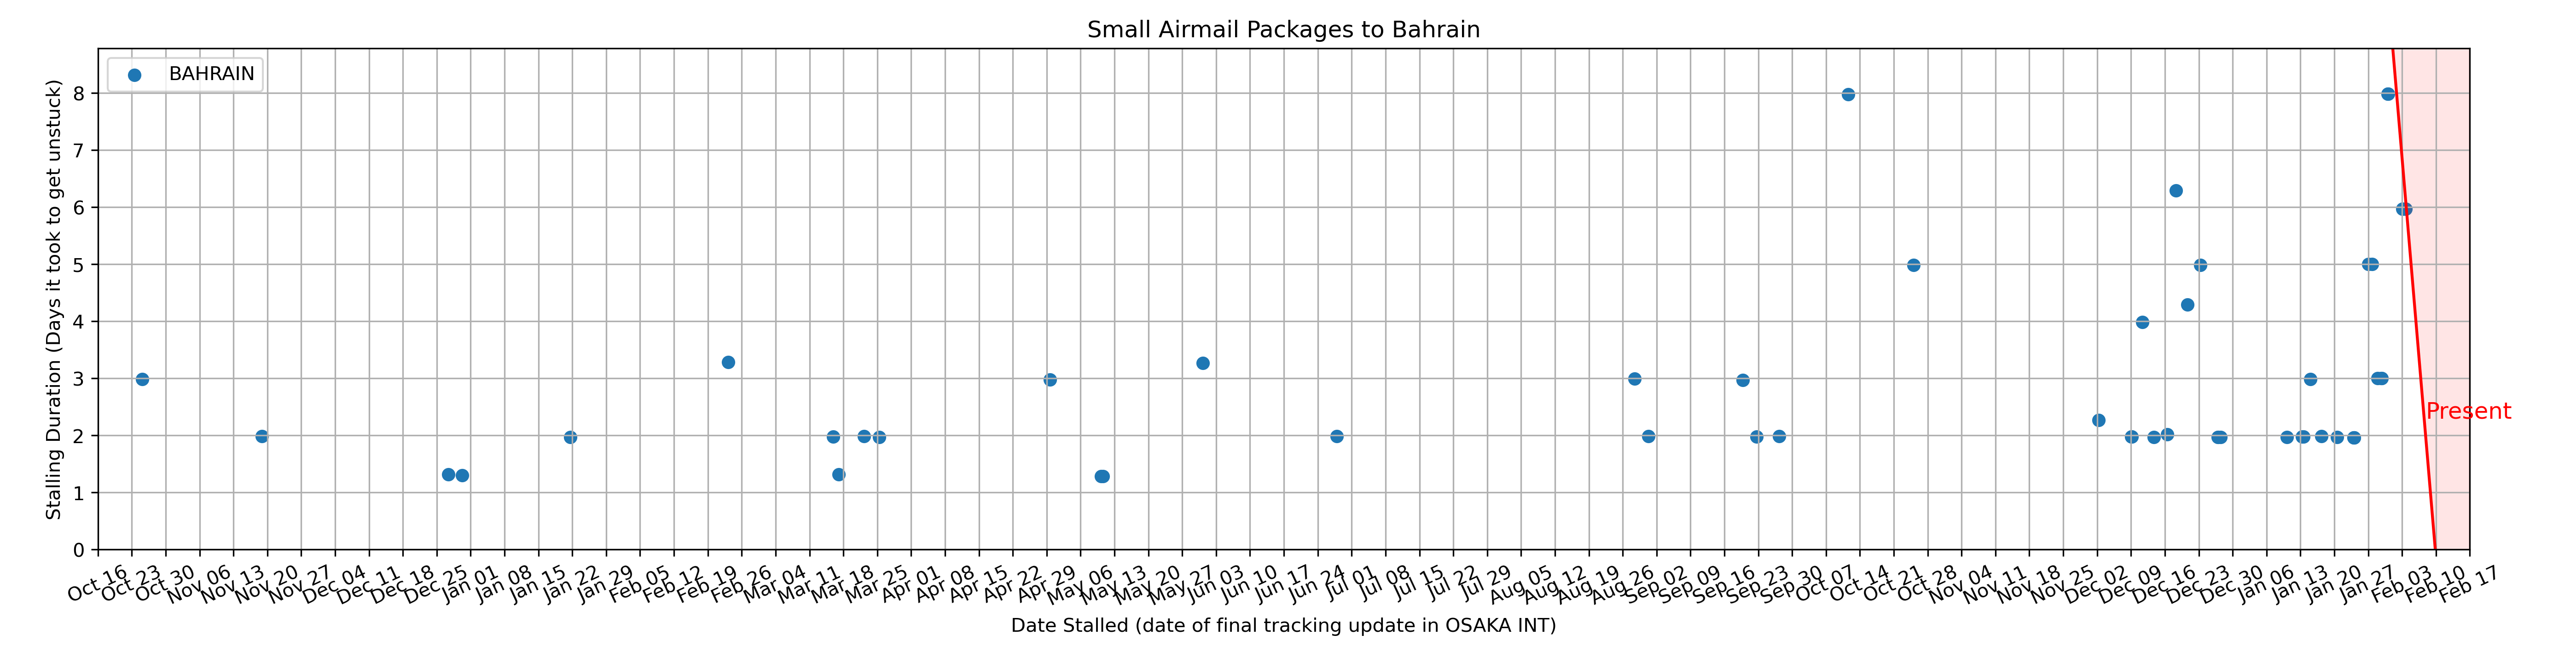 Small Airmail Packages to Bahrain
BAHRAIN
Stalling Duration (Days it took to get unstuck)
8
7
6
5
4
3
2
1
0
Present
Oct 16 Oct 23 Oct 30 Nov 06 Nov 13 Nov 20 Nov 27 Dec 04 Dec 11 Dec 18 Dec 25 Jan 01 Jan 08 Jan 15 Jan 22 Jan 29 Feb 05 Feb 12 Feb 19 Feb 26 Mar 04 Mar 11 Mar 18 Mar 25 Apr 01 Apr 08 Apr 15 Apr 22 Apr 29 May 06 May 13 May 20 May 27 Jun 03 Jun 10 Jun 17 Jun 24 Jul 01 Jul 08 Jul 15 Jul 22 Jul 29 Aug 05 Aug 12 Aug 19 Aug 26 Sep 02 Sep 09 Sep 16 Sep 23 Sep 30 Oct 07 Oct 14 Oct 21 Oct 28 Nov 04 Nov 11 Nov 18 Nov 25 Dec 02 Dec 09 Dec 16 Dec 23 Dec 30 Jan 06 Jan 13 Jan 20 Jan 27 Feb 03 Feb 10 Feb 17
Date Stalled (date of final tracking update in OSAKA INT)